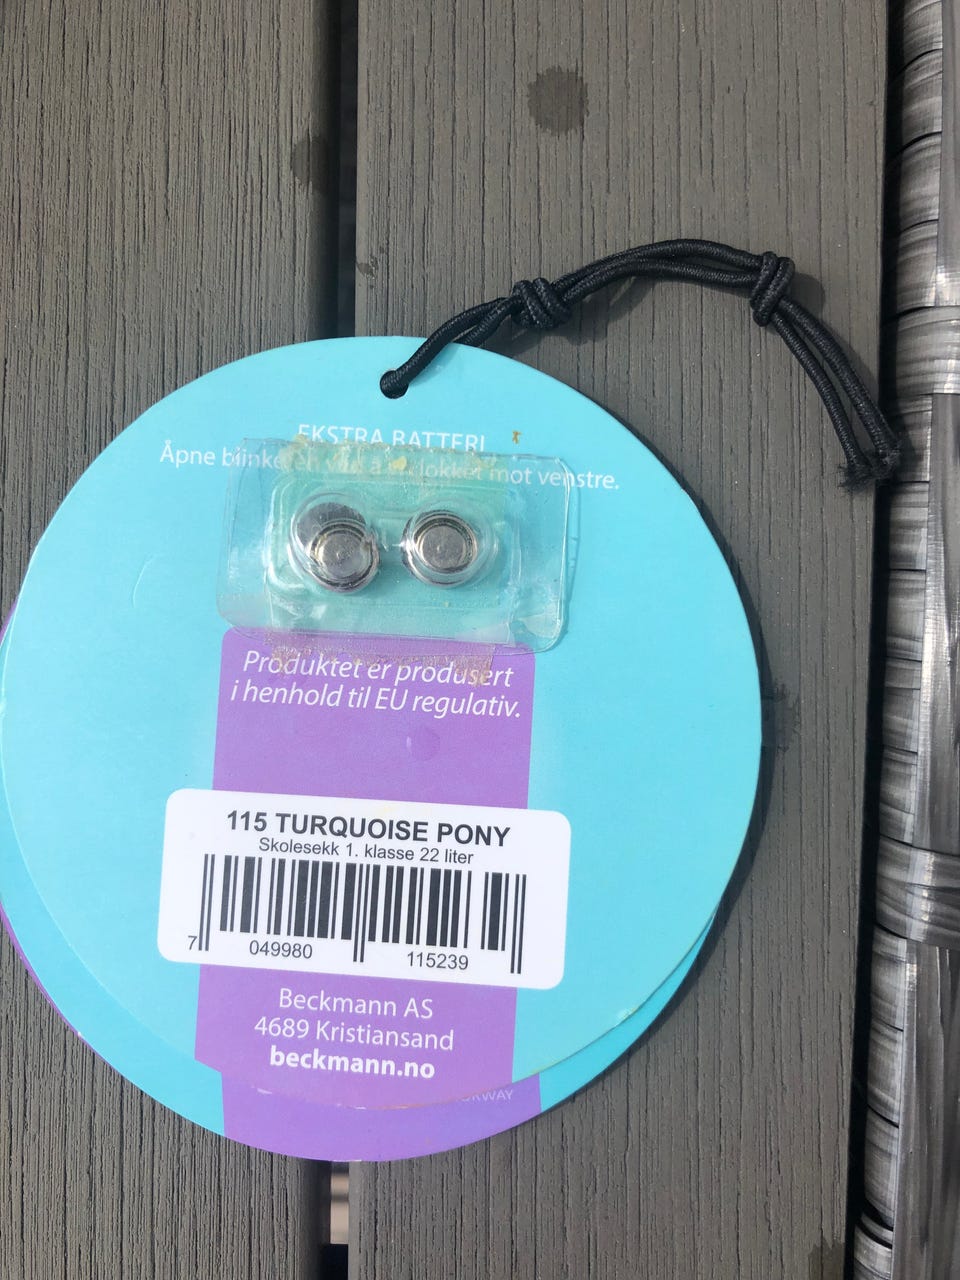 EKSTRA BATTERI
Åpne blinke mot venstre.
Produktet er produsert
i henhold til EU regulativ.
115 TURQUOISE PONY
Skolesekk 1. klasse 22 liter
7 049980 115239
Beckmann AS
4689 Kristiansand
beckmann.no